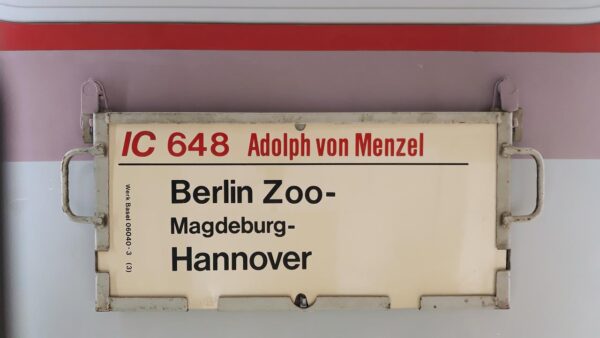 IC 648 Adolph von Menzel
Berlin Zoo-
Magdeburg-
Hannover
Werk Basel 06040-3 (3)